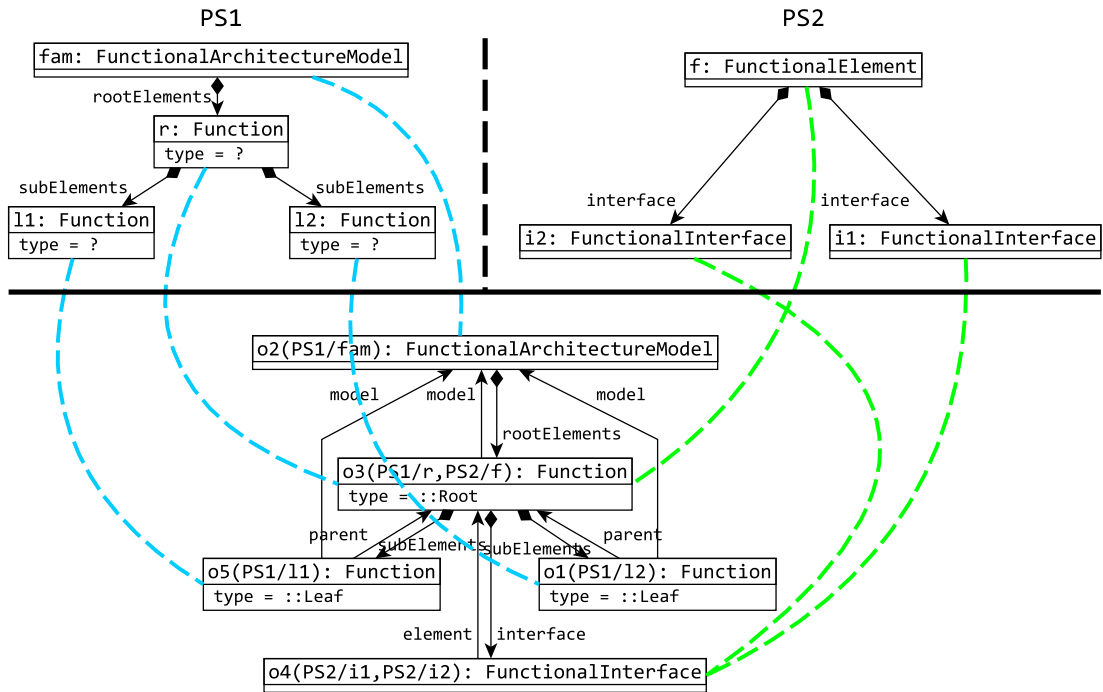 PS1
PS2
fam: FunctionalArchitectureModel
f: FunctionalElement
rootElements
r: Function
type = ?
subElements
subElements
interface
interface
l1: Function
type = ?
l2: Function
type = ?
i2: FunctionalInterface
i1: FunctionalInterface
o2(PS1/fam): FunctionalArchitectureModel
model
model
model
rootElements
o3(PS1/r,PS2/f): Function
type = ::Root
parent
subElements
subElements
parent
o5(PS1/l1): Function
type = ::Leaf
o1(PS1/l2): Function
type = ::Leaf
element
interface
o4(PS2/i1,PS2/i2): FunctionalInterface